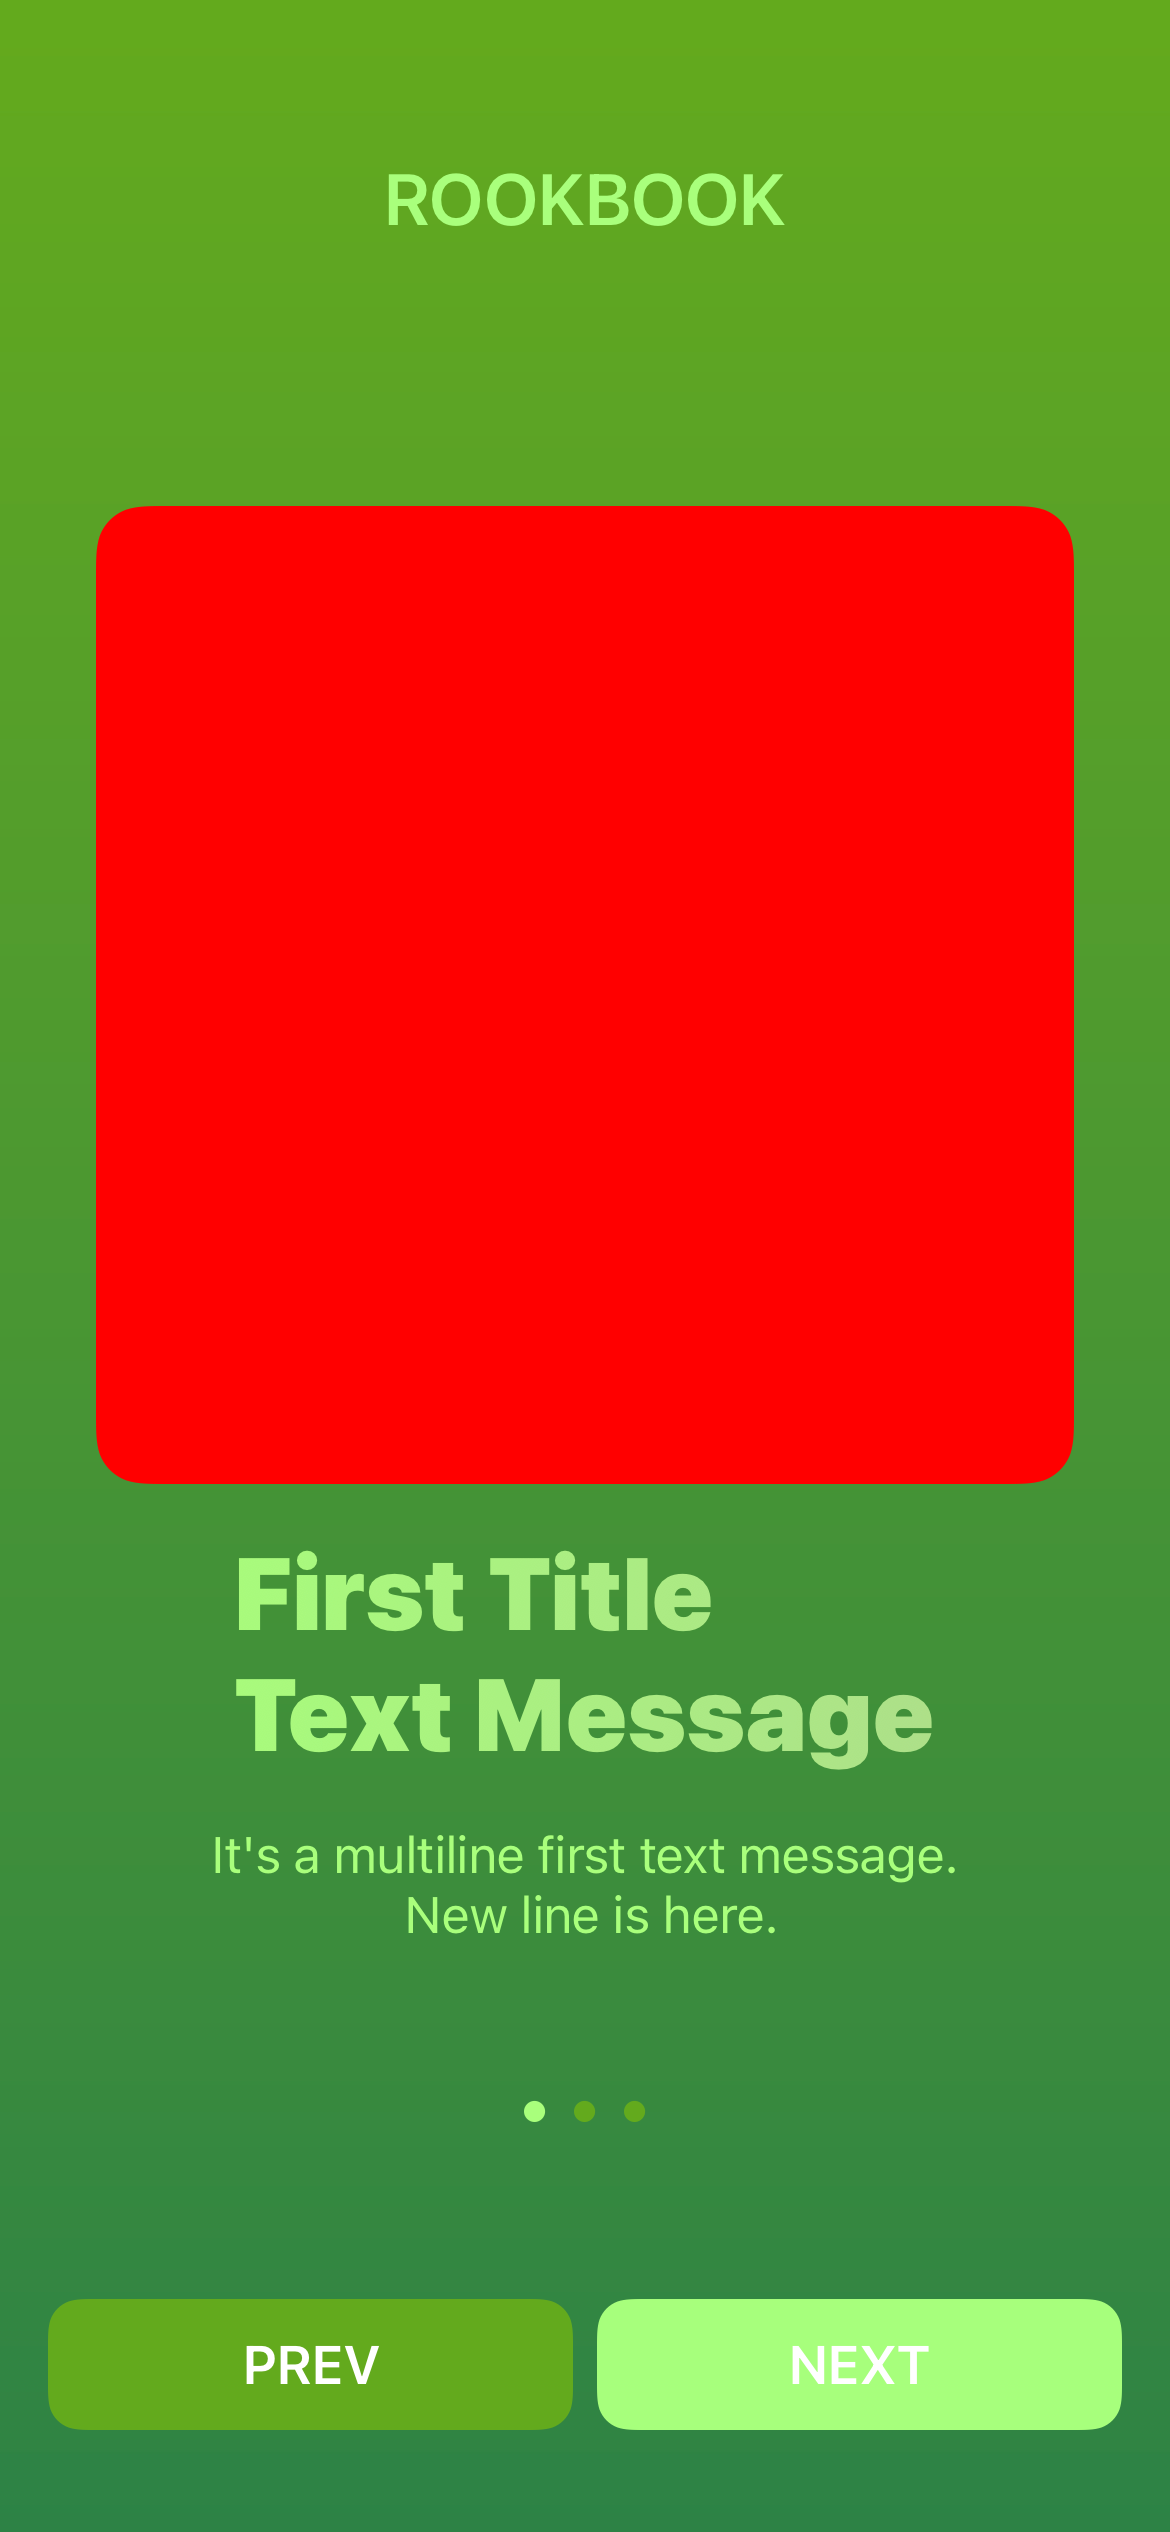 ROOKBOOK
First Title
Text Message
It's a multiline first text message.
New line is here.
PREV
NEXT